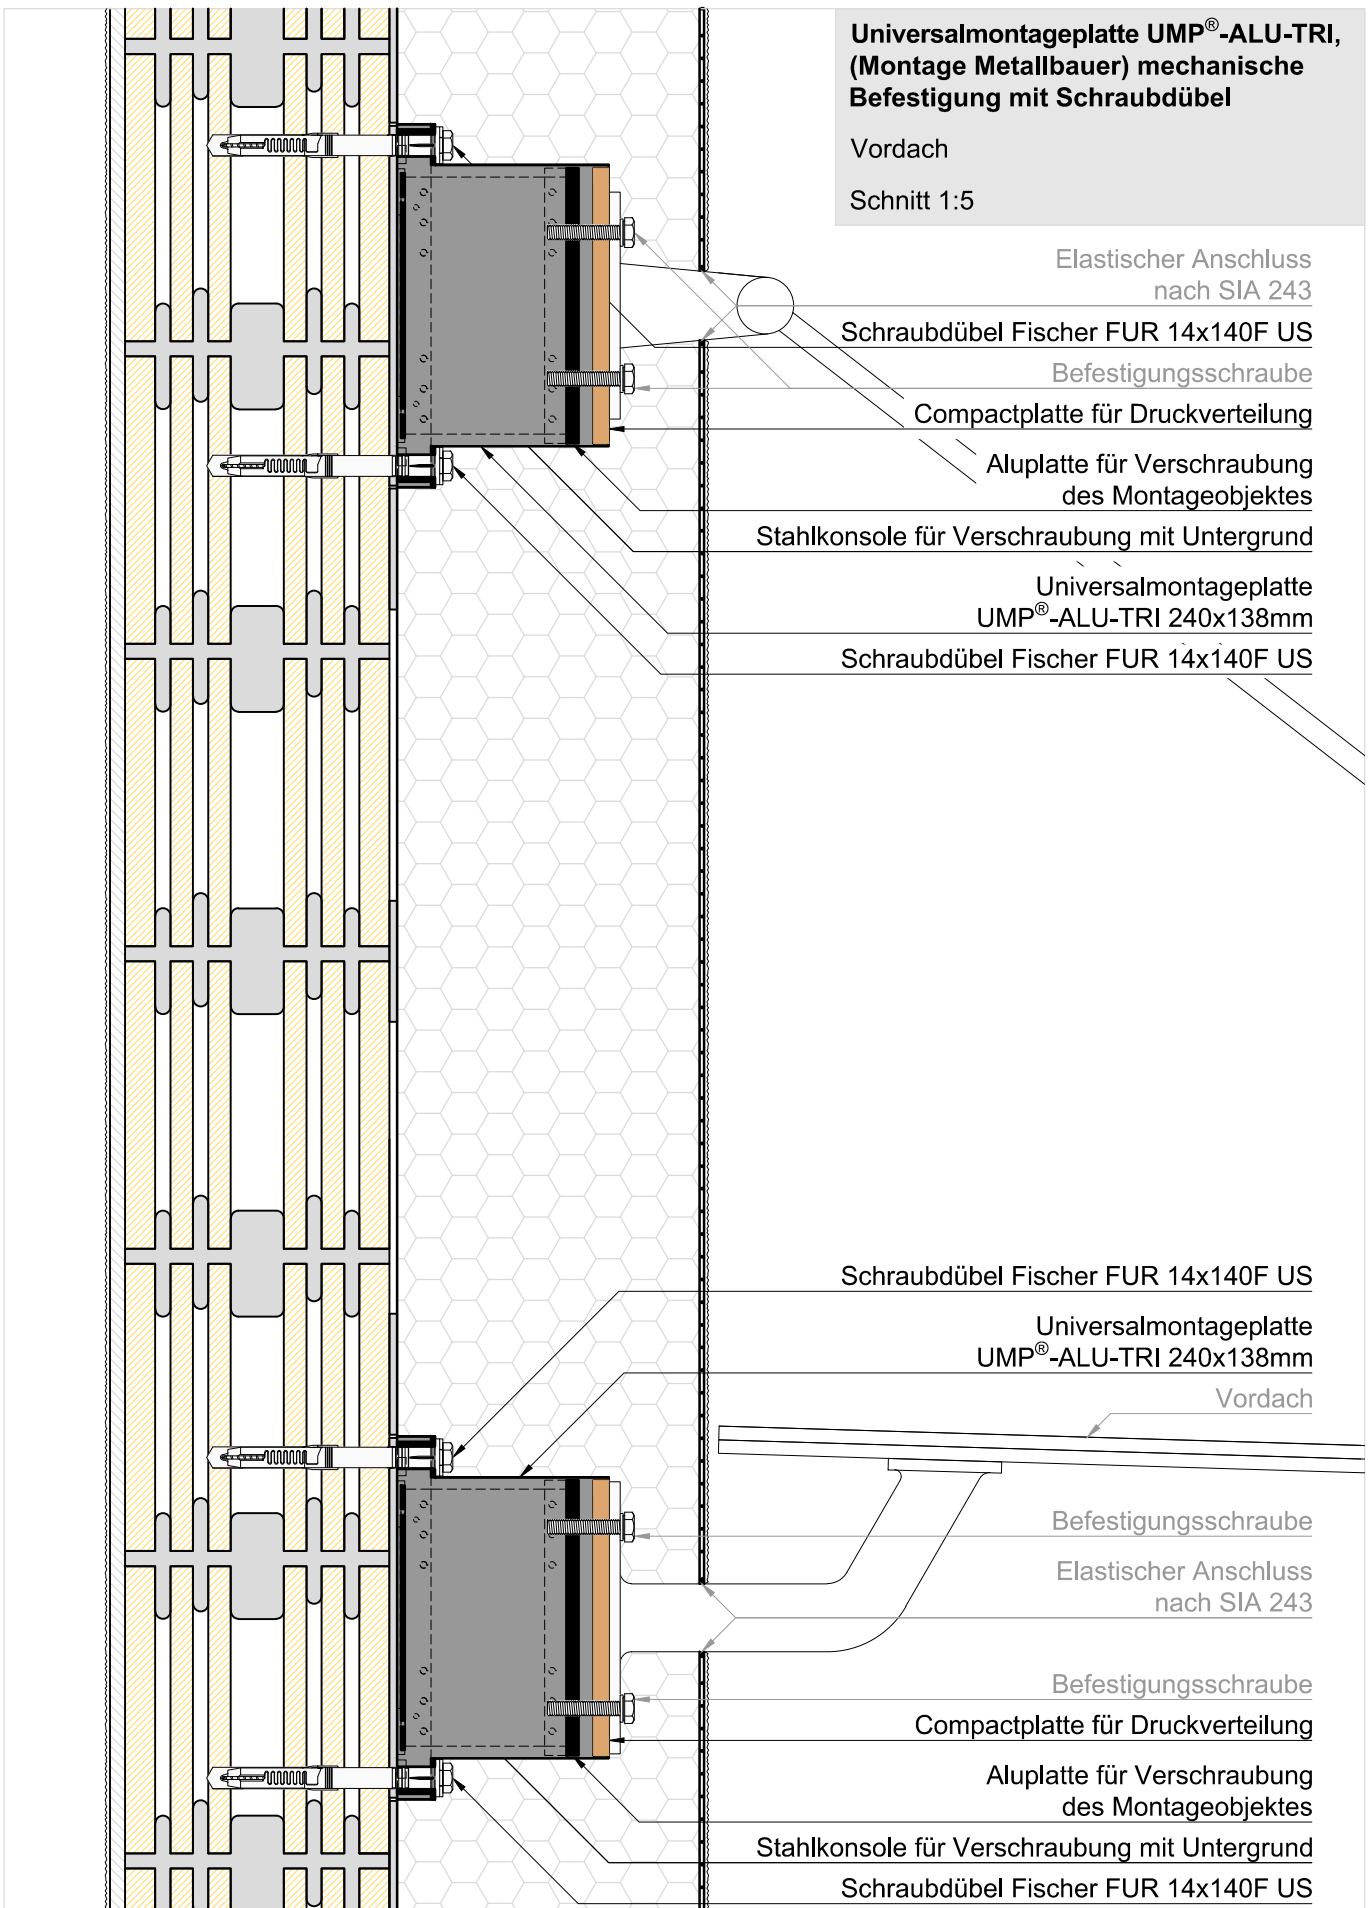 Universalmontageplatte UMP®-ALU-TRI,
(Montage Metallbauer) mechanische
Befestigung mit Schraubdübel
Vordach
Schnitt 1:5
Elastischer Anschluss
nach SIA 243
Schraubdübel Fischer FUR 14x140F US
Befestigungsschraube
Compactplatte für Druckverteilung
Aluplatte für Verschraubung
des Montageobjektes
Stahlkonsole für Verschraubung mit Untergrund
Universalmontageplatte
UMP®-ALU-TRI 240x138mm
Schraubdübel Fischer FUR 14x140F US
Schraubdübel Fischer FUR 14x140F US
Universalmontageplatte
UMP®-ALU-TRI 240x138mm
Vordach
Befestigungsschraube
Elastischer Anschluss
nach SIA 243
Befestigungsschraube
Compactplatte für Druckverteilung
Aluplatte für Verschraubung
des Montageobjektes
Stahlkonsole für Verschraubung mit Untergrund
Schraubdübel Fischer FUR 14x140F US